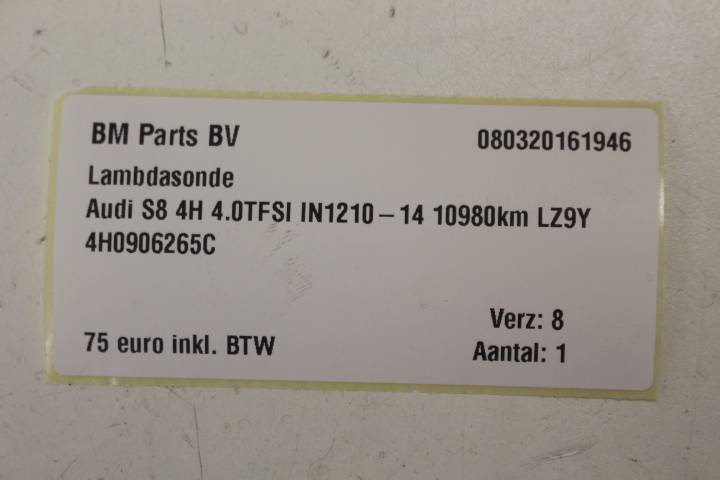 BM Parts BV 080320161946
Lambdasonde
Audi S8 4H 4.0TFSI IN1210-14 10980km LZ9Y
4H0906265C
Verz: 8
75 euro inkl. BTW Aantal: 1